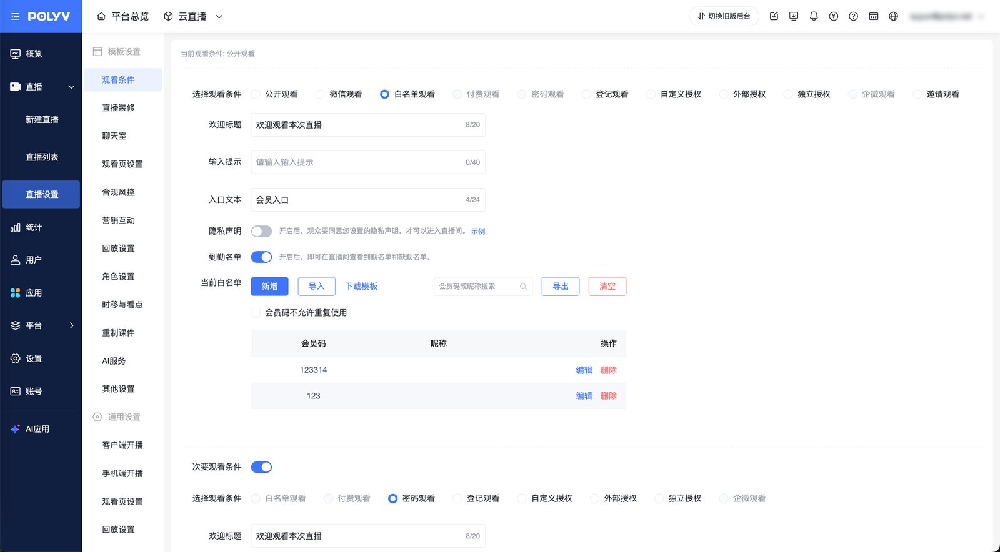 POLYV 平台总览 云直播 切换旧版后台
概览
直播
新建直播
直播列表
直播设置
统计
用户
应用
平台
设置
账号
AI应用
模板设置
观看条件
直播装修
聊天室
观看页设置
合规风控
营销互动
回放设置
角色设置
时移与看点
重制课件
AI服务
其他设置
通用设置
客户端开播
手机端开播
观看页设置
回放设置
当前观看条件: 公开观看
选择观看条件 公开观看 微信观看 白名单观看 付费观看 密码观看 登记观看 自定义授权 外部授权 独立授权 企微观看 邀请观看
欢迎标题 欢迎观看本次直播 8/20
输入提示 请输入输入提示 0/40
入口文本 会员入口 4/24
隐私声明 开启后，观众要同意您设置的隐私声明，才可以进入直播间。 示例
到勤名单 开启后，即可在直播间查看到勤名单和缺勤名单。
当前白名单 新增 导入 下载模板 会员码或昵称搜索 导出 清空
会员码不允许重复使用
会员码 昵称 操作
123314 编辑 删除
123 编辑 删除
次要观看条件
选择观看条件 白名单观看 付费观看 密码观看 登记观看 自定义授权 外部授权 独立授权 企微观看
欢迎标题 欢迎观看本次直播 8/20